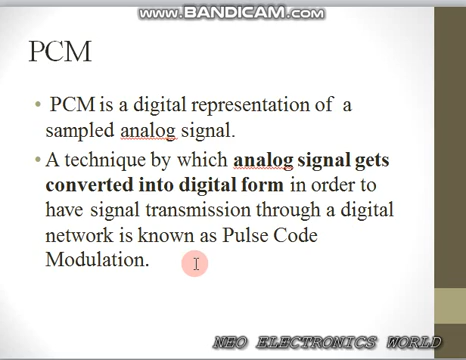 www.BANDICAM.com
PCM
• PCM is a digital representation of a
sampled analog signal.
• A technique by which analog signal gets
converted into digital form in order to
have signal transmission through a digital
network is known as Pulse Code
Modulation.
NEO ELECTRONICS WORLD